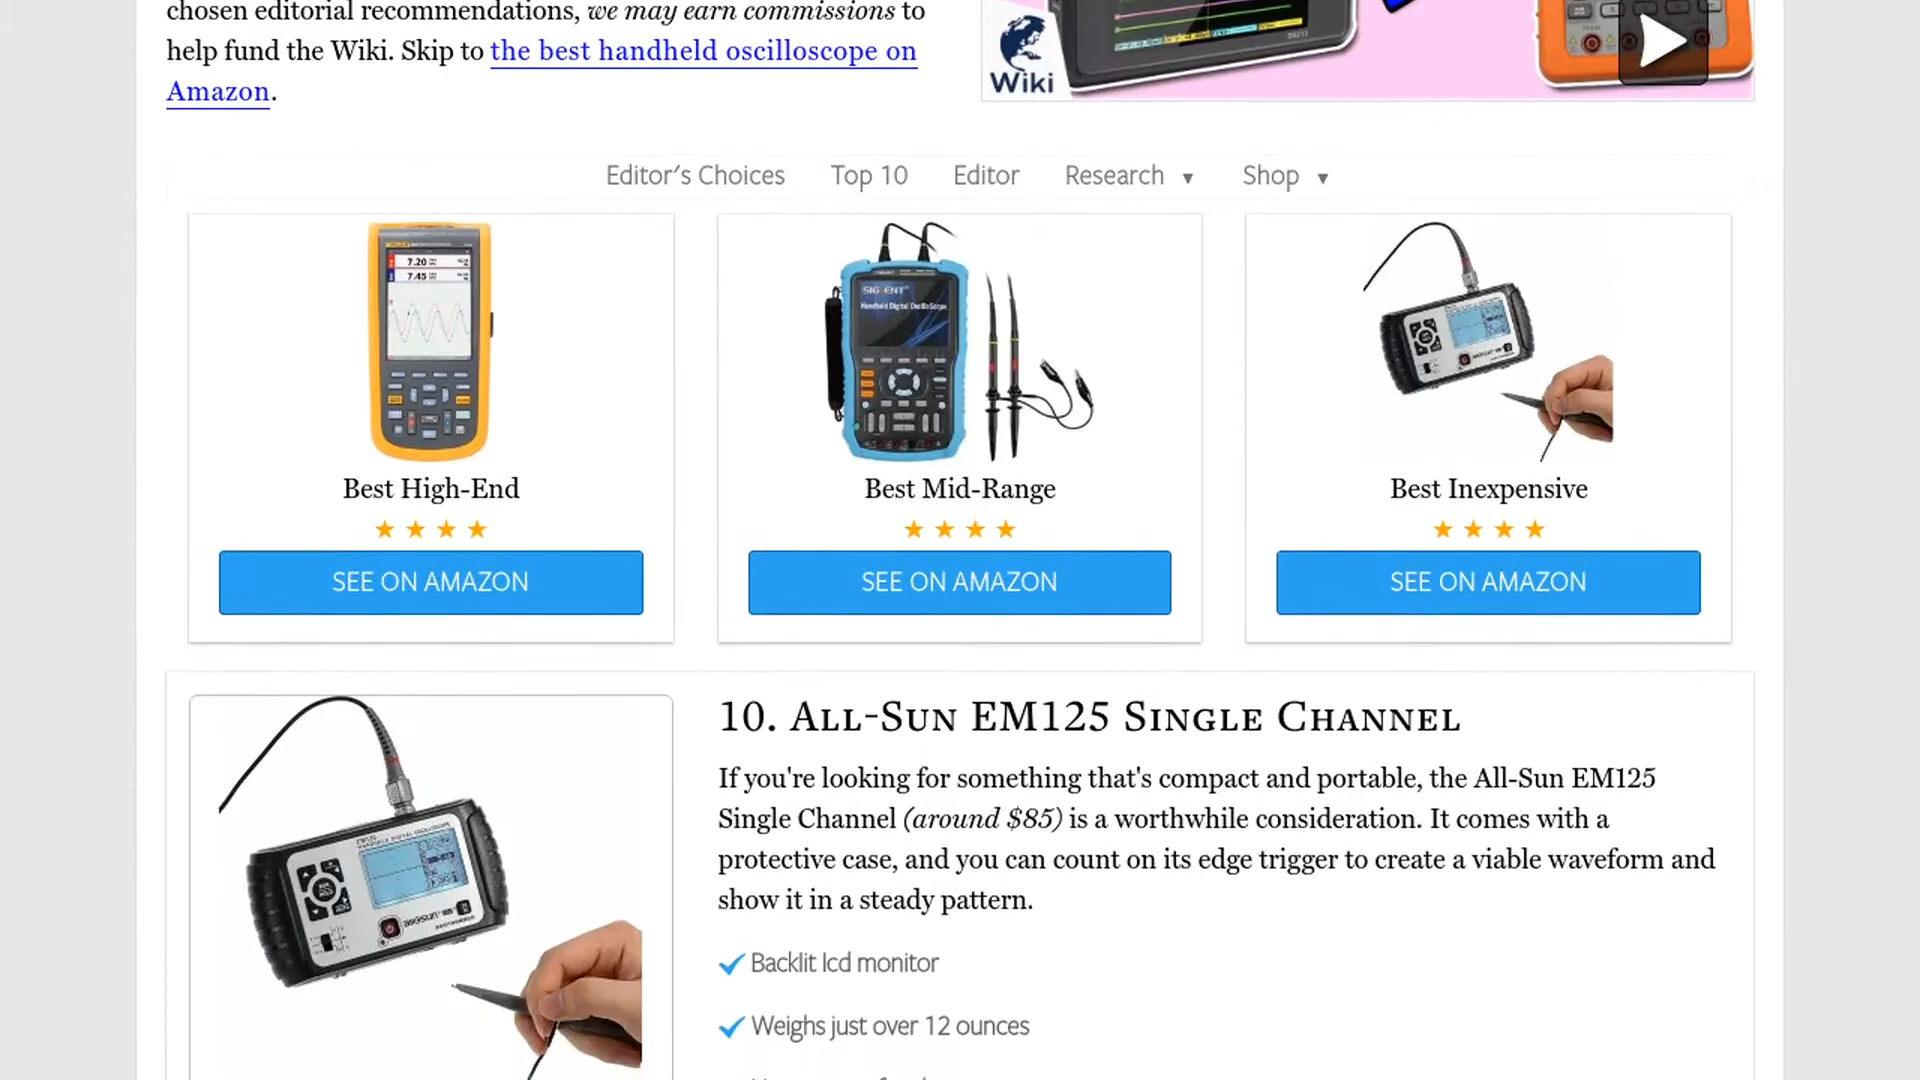 chosen editorial recommendations, we may earn commissions to
help fund the Wiki. Skip to the best handheld oscilloscope on
Amazon.
Wiki
Editor's Choices Top 10 Editor Research ▼ Shop ▼
7.20
7.45
SIGLENT
Handheld Digital Oscilloscope
Best High-End
Best Mid-Range
Best Inexpensive
★ ★ ★ ★
★ ★ ★ ★
★ ★ ★ ★
SEE ON AMAZON
SEE ON AMAZON
SEE ON AMAZON
10. All-Sun EM125 Single Channel
If you're looking for something that's compact and portable, the All-Sun EM125
Single Channel (around $85) is a worthwhile consideration. It comes with a
protective case, and you can count on its edge trigger to create a viable waveform and
show it in a steady pattern.
Backlit lcd monitor
Weighs just over 12 ounces